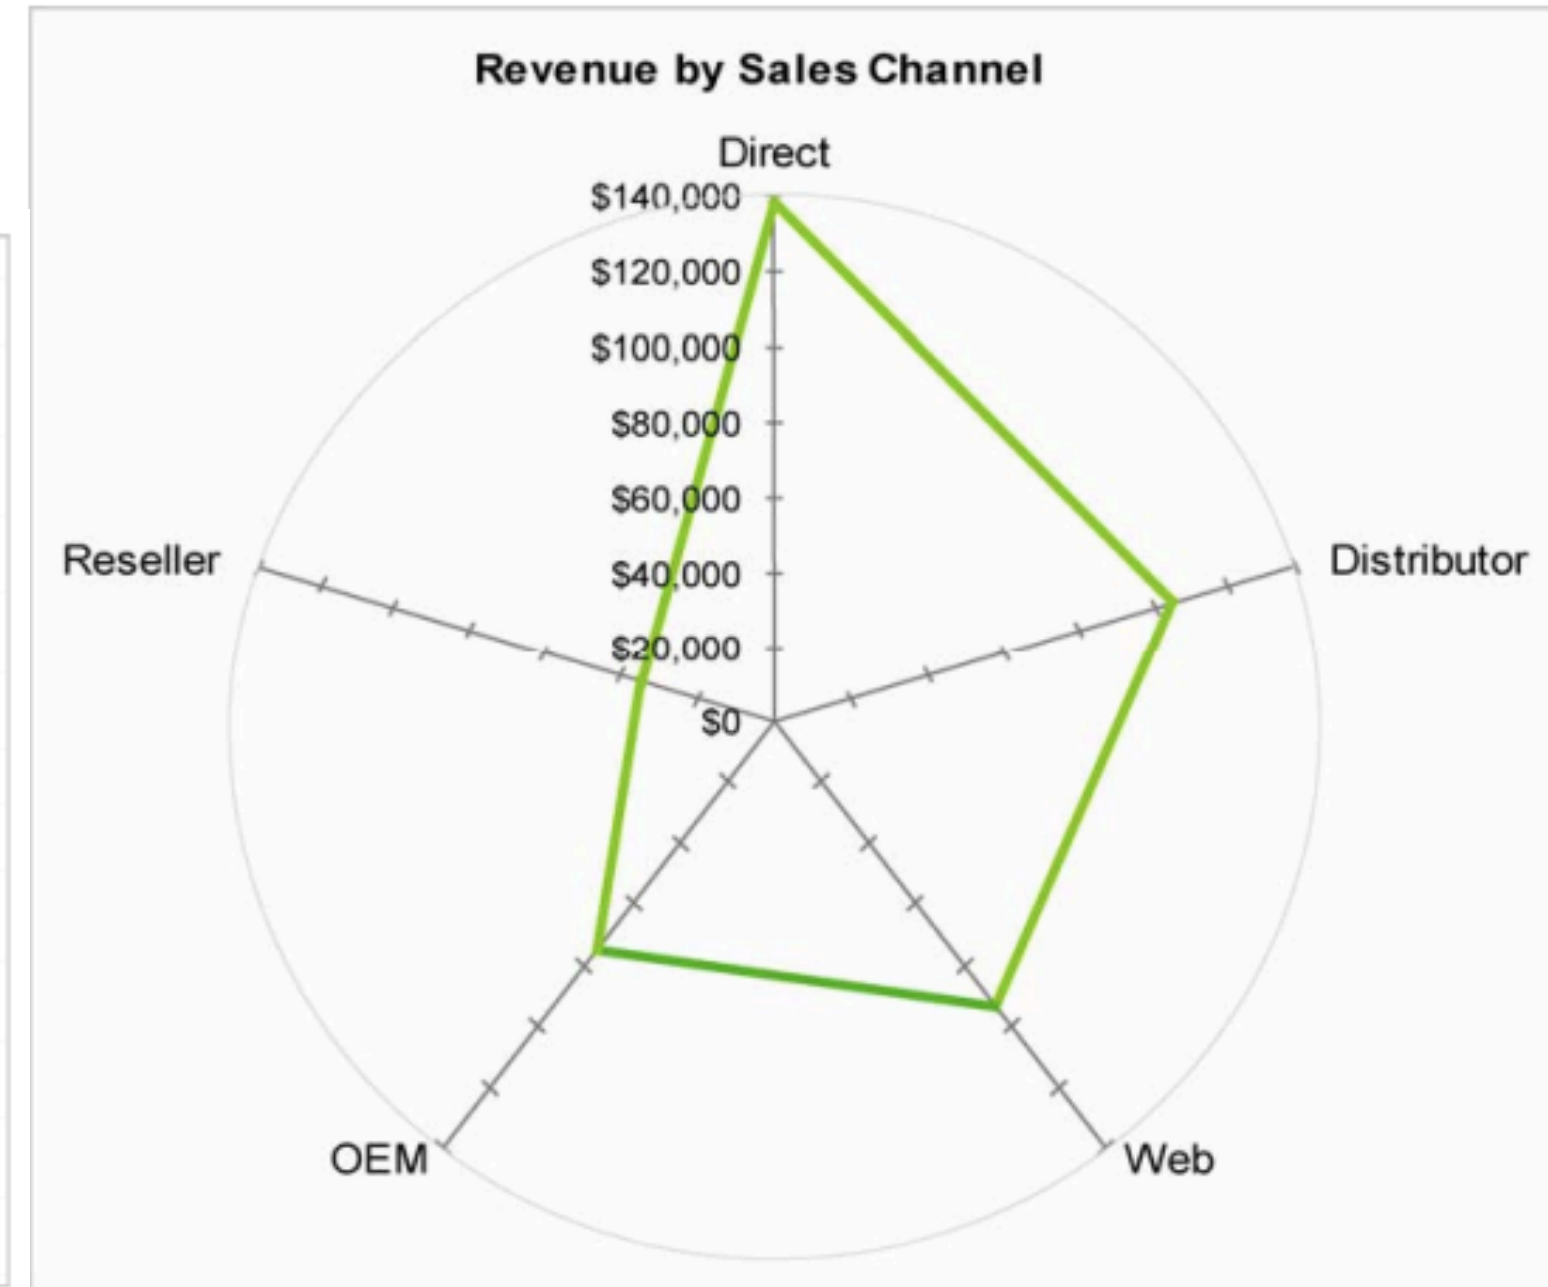 Revenue by Sales Channel
Direct
$140,000
$120,000
$100,000
$80,000
$60,000
$40,000
$20,000
$0
Reseller
Distributor
OEM
Web